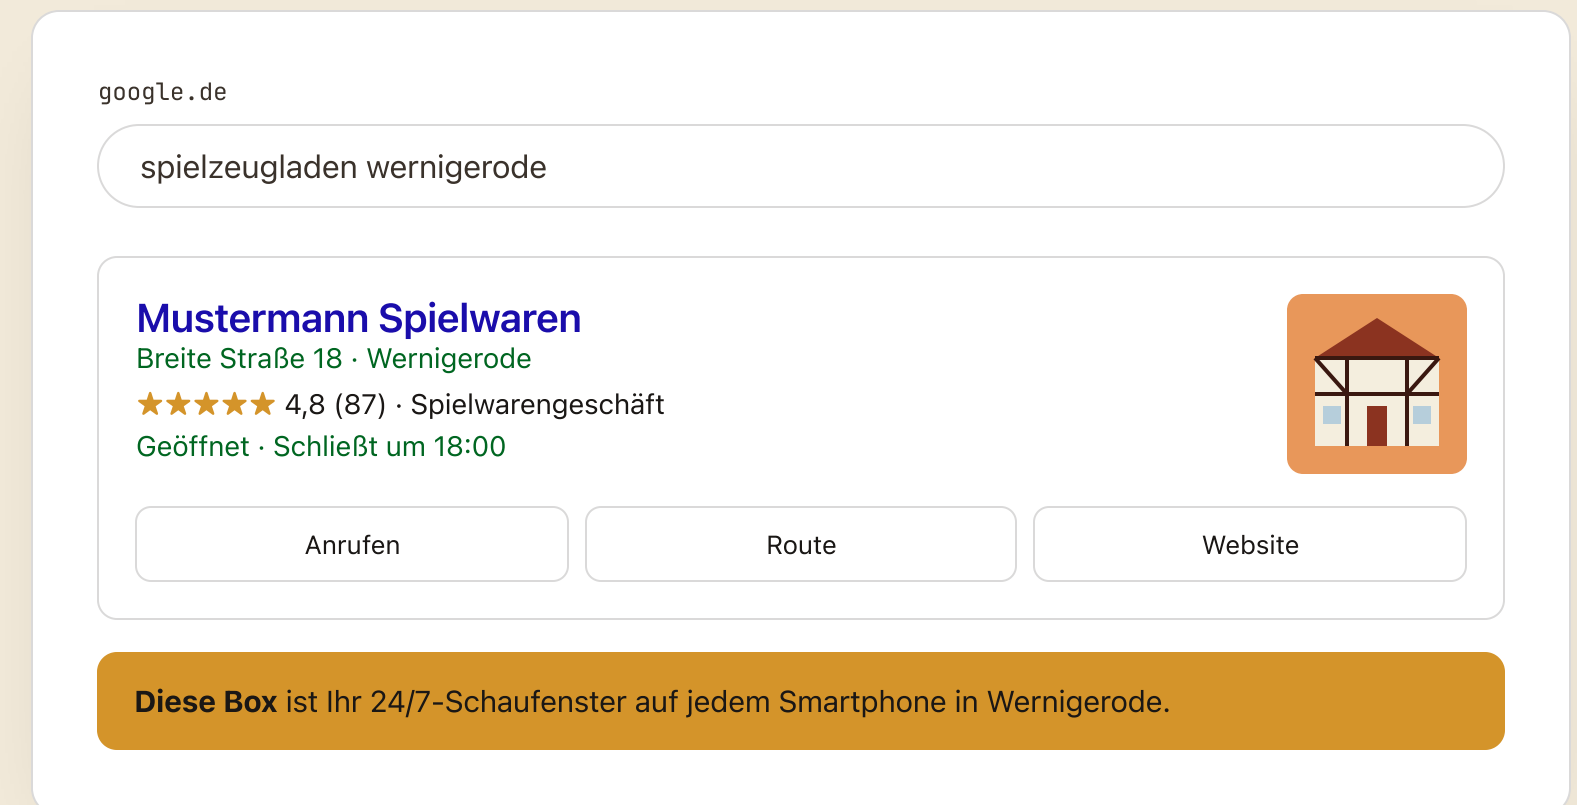 google.de
spielzeugladen wernigerode
Mustermann Spielwaren
Breite Straße 18 · Wernigerode
★★★★★ 4,8 (87) · Spielwarengeschäft
Geöffnet · Schließt um 18:00
Anrufen
Route
Website
Diese Box ist Ihr 24/7-Schaufenster auf jedem Smartphone in Wernigerode.